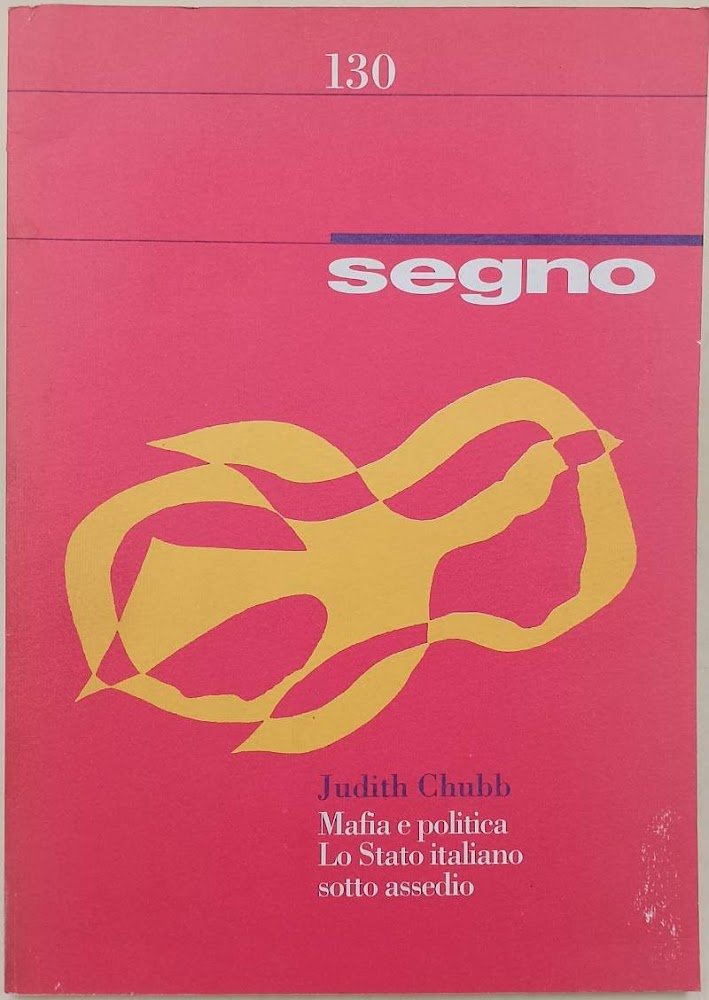 130
segno
Judith Chubb
Mafia e politica
Lo Stato italiano
sotto assedio